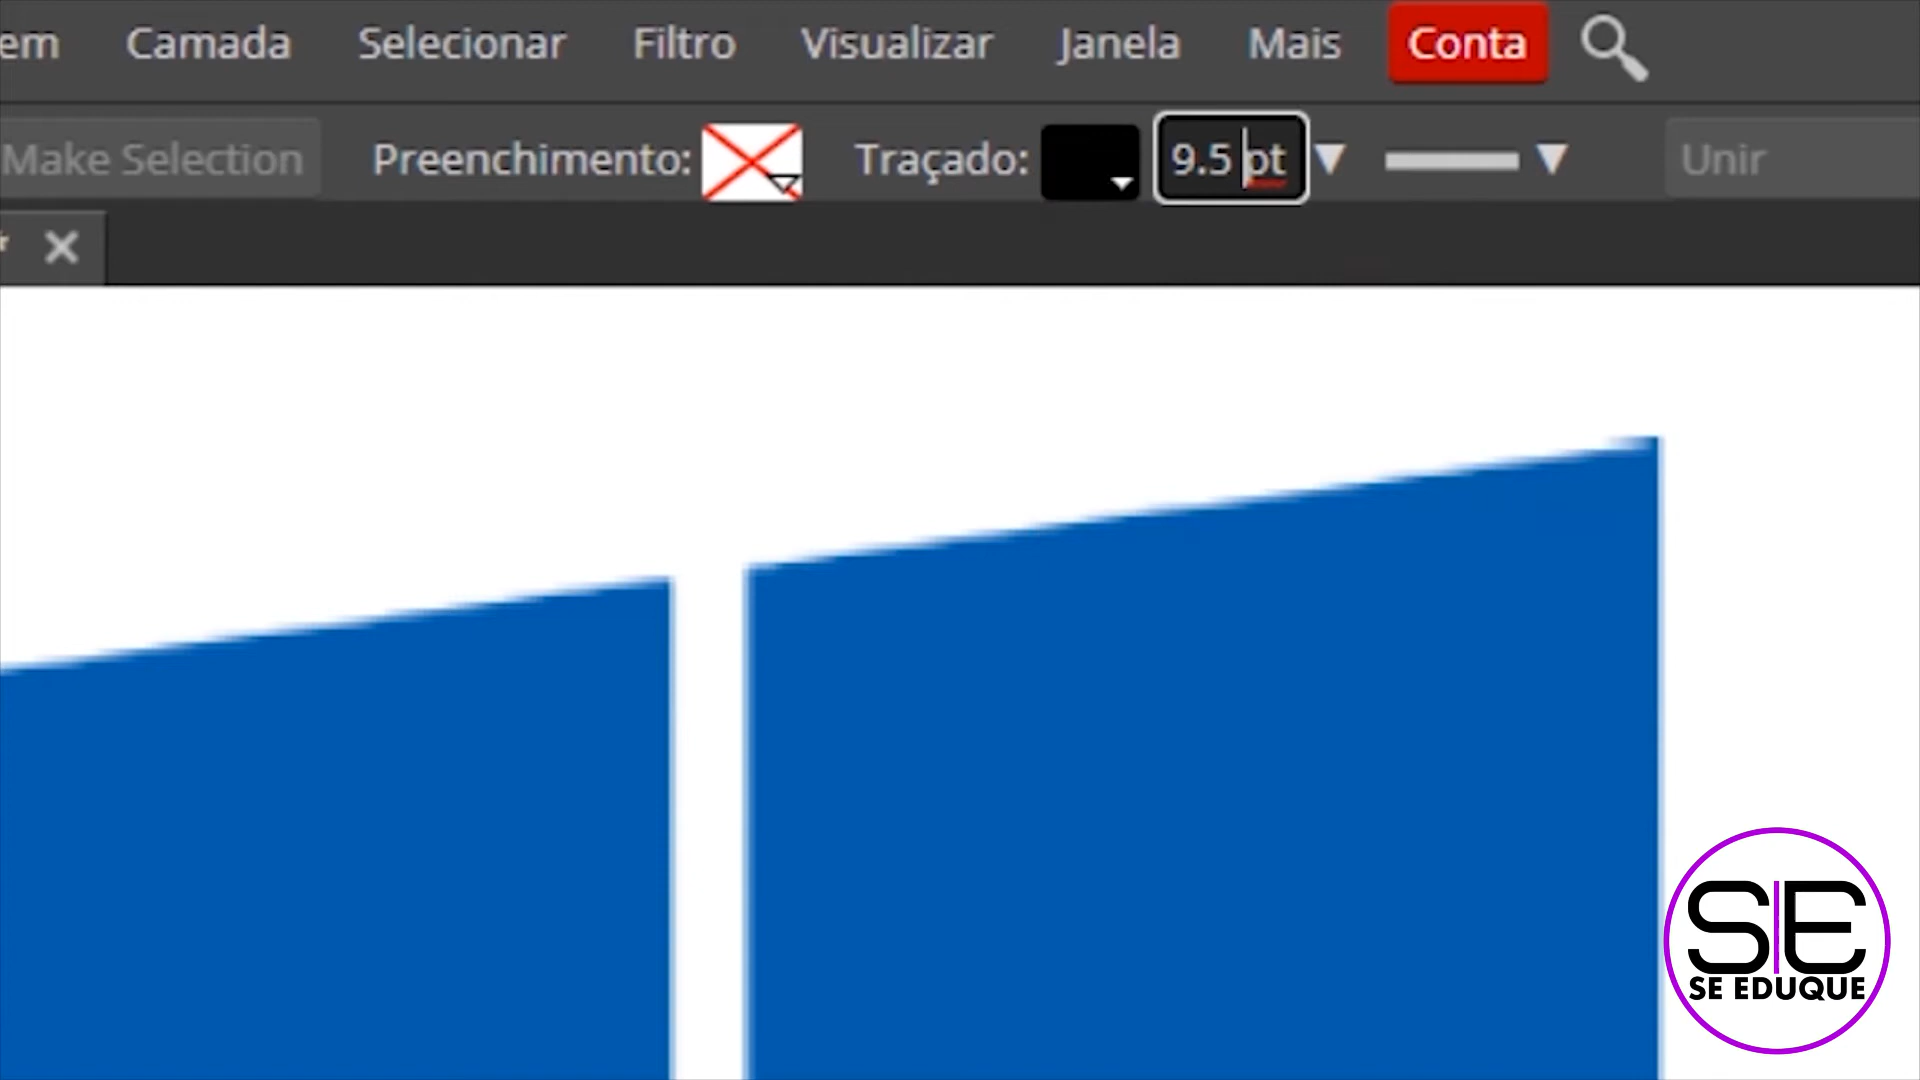 em Camada Selecionar Filtro Visualizar Janela Mais Conta
Make Selection Preenchimento: Traçado: 9.5 pt Unir
SE
SE EDUQUE